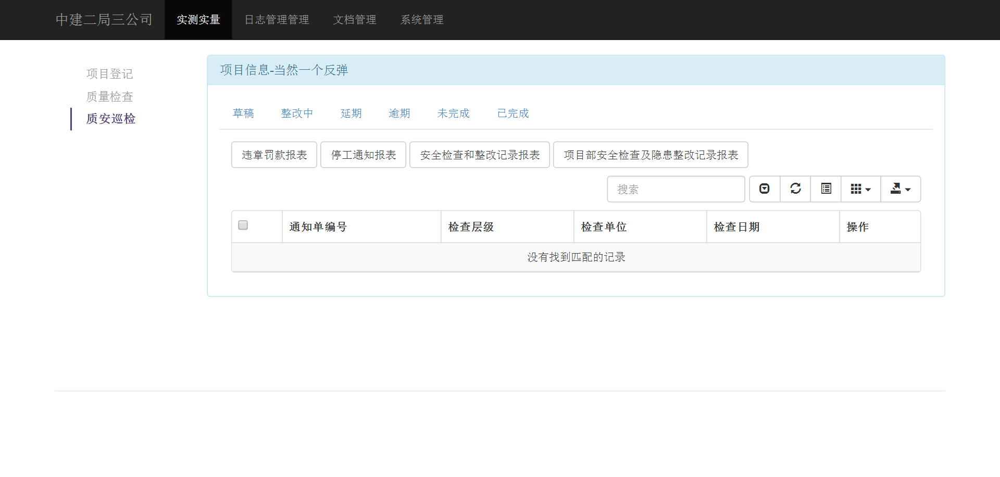 中建二局三公司 实测实量 日志管理管理 文档管理 系统管理
项目登记
质量检查
质安巡检
项目信息-当然一个反弹
草稿 整改中 延期 逾期 未完成 已完成
违章罚款报表 停工通知报表 安全检查和整改记录报表 项目部安全检查及隐患整改记录报表
搜索
通知单编号 检查层级 检查单位 检查日期 操作
没有找到匹配的记录